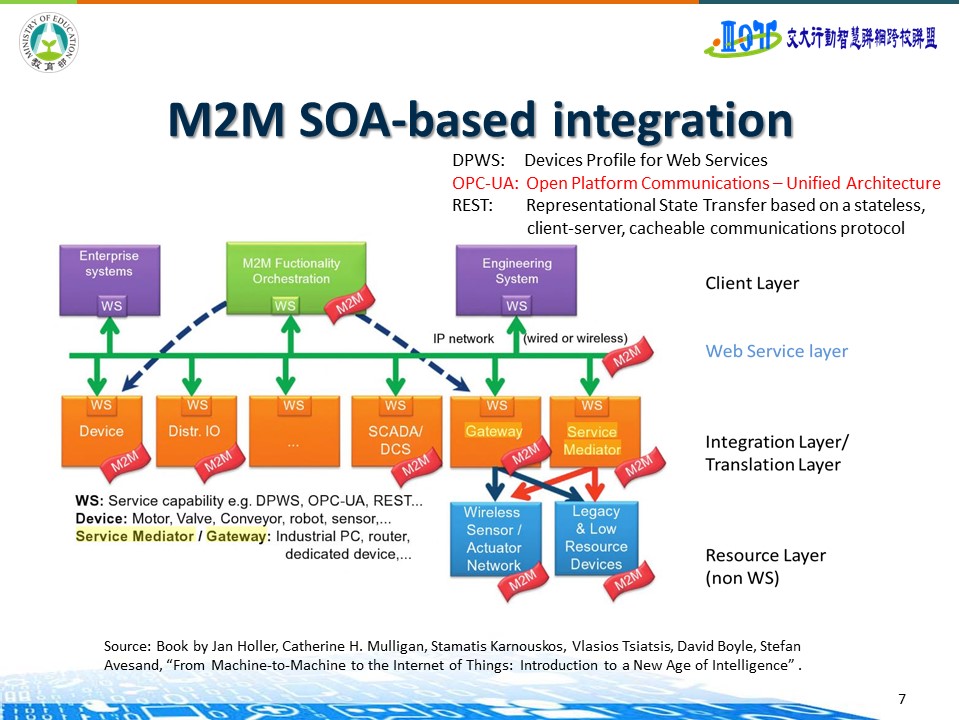 MINISTRY OF EDUCATION
教育部
IIOT 交大行動智慧聯網跨校聯盟
M2M SOA-based integration
DPWS: Devices Profile for Web Services
OPC-UA: Open Platform Communications – Unified Architecture
REST: Representational State Transfer based on a stateless,
client-server, cacheable communications protocol
Enterprise
systems
WS
M2M Fuctionality
Orchestration
WS
M2M
Engineering
System
WS
Client Layer
IP network (wired or wireless)
M2M
Web Service layer
WS
Device
M2M
WS
Distr. IO
M2M
WS
...
WS
SCADA/
DCS
M2M
WS
Gateway
M2M
WS
Service
Mediator
M2M
Integration Layer/
Translation Layer
WS: Service capability e.g. DPWS, OPC-UA, REST...
Device: Motor, Valve, Conveyor, robot, sensor,...
Service Mediator / Gateway: Industrial PC, router,
dedicated device,...
Wireless
Sensor /
Actuator
Network
M2M
Legacy
& Low
Resource
Devices
M2M
Resource Layer
(non WS)
Source: Book by Jan Holler, Catherine H. Mulligan, Stamatis Karnouskos, Vlasios Tsiatsis, David Boyle, Stefan
Avesand, “From Machine-to-Machine to the Internet of Things: Introduction to a New Age of Intelligence” .
7